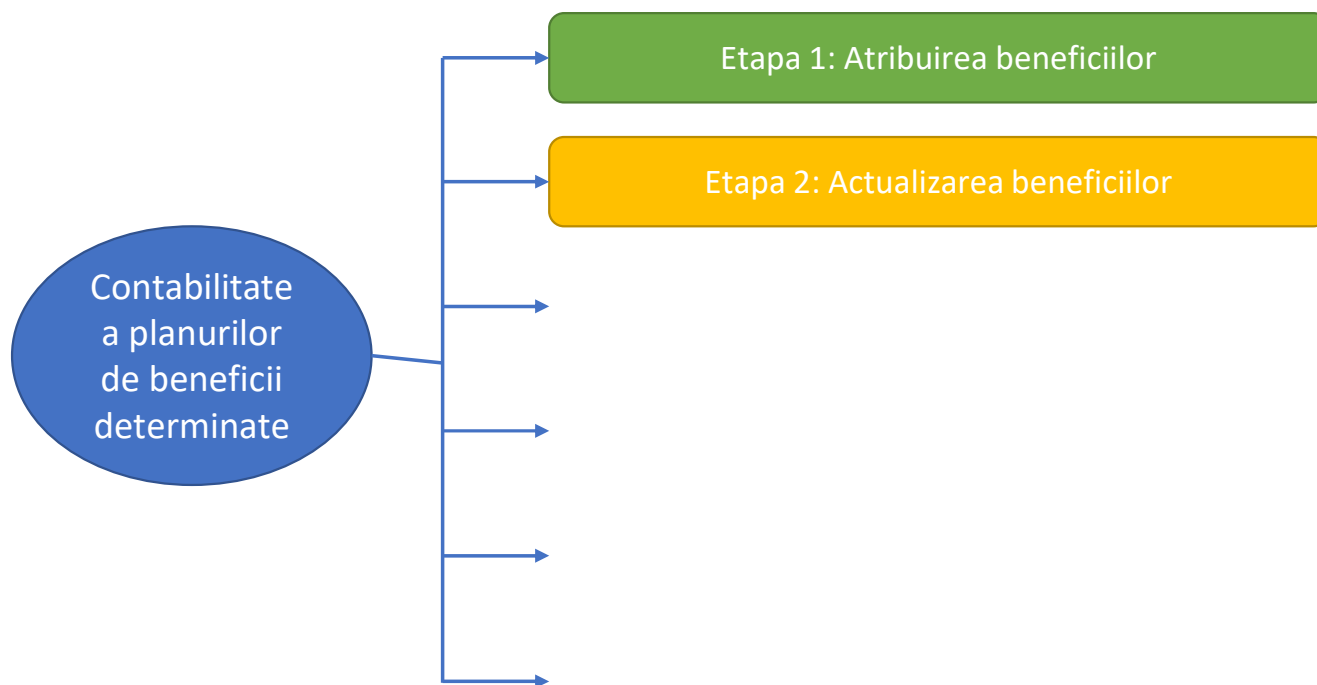 Etapa 1: Atribuirea beneficiilor
Etapa 2: Actualizarea beneficiilor
Contabilitate
a planurilor
de beneficii
determinate